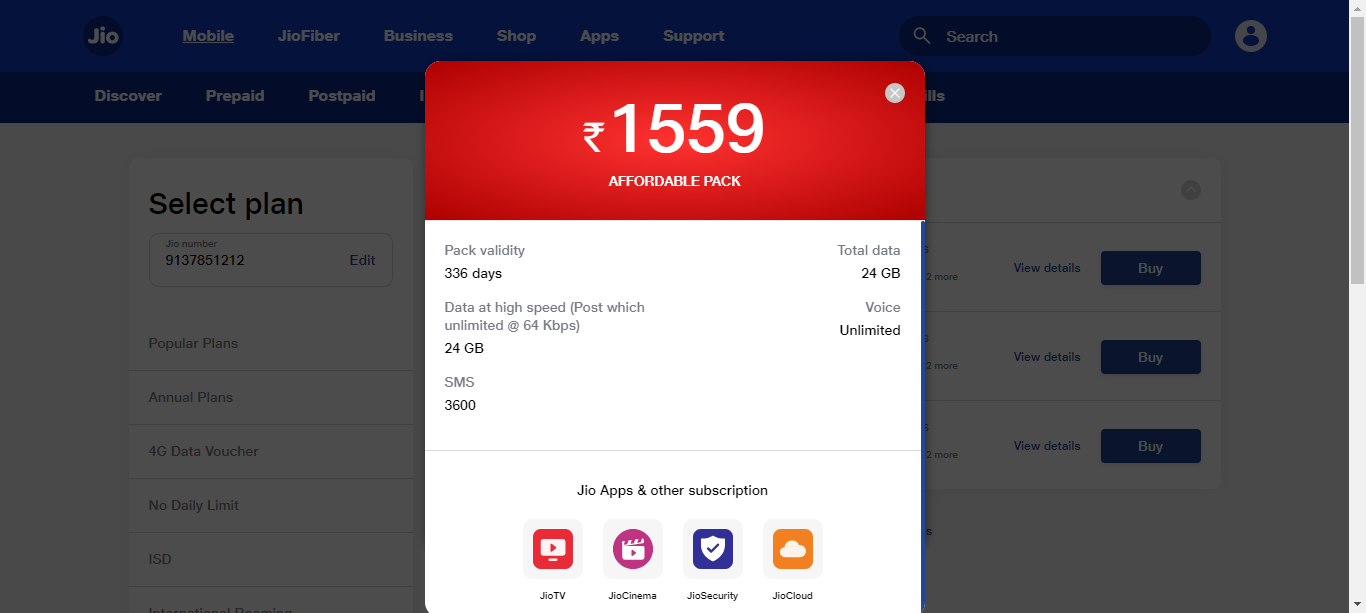 Jio
Mobile
JioFiber
Business
Shop
Apps
Support
Search
Discover
Prepaid
Postpaid
₹1559
AFFORDABLE PACK
Select plan
Jio number
9137851212
Edit
Popular Plans
Annual Plans
4G Data Voucher
No Daily Limit
ISD
International Roaming
Pack validity
336 days
Total data
24 GB
Data at high speed (Post which
unlimited @ 64 Kbps)
24 GB
Voice
Unlimited
SMS
3600
Jio Apps & other subscription
JioTV
JioCinema
JioSecurity
JioCloud
2 more
View details
Buy
2 more
View details
Buy
2 more
View details
Buy